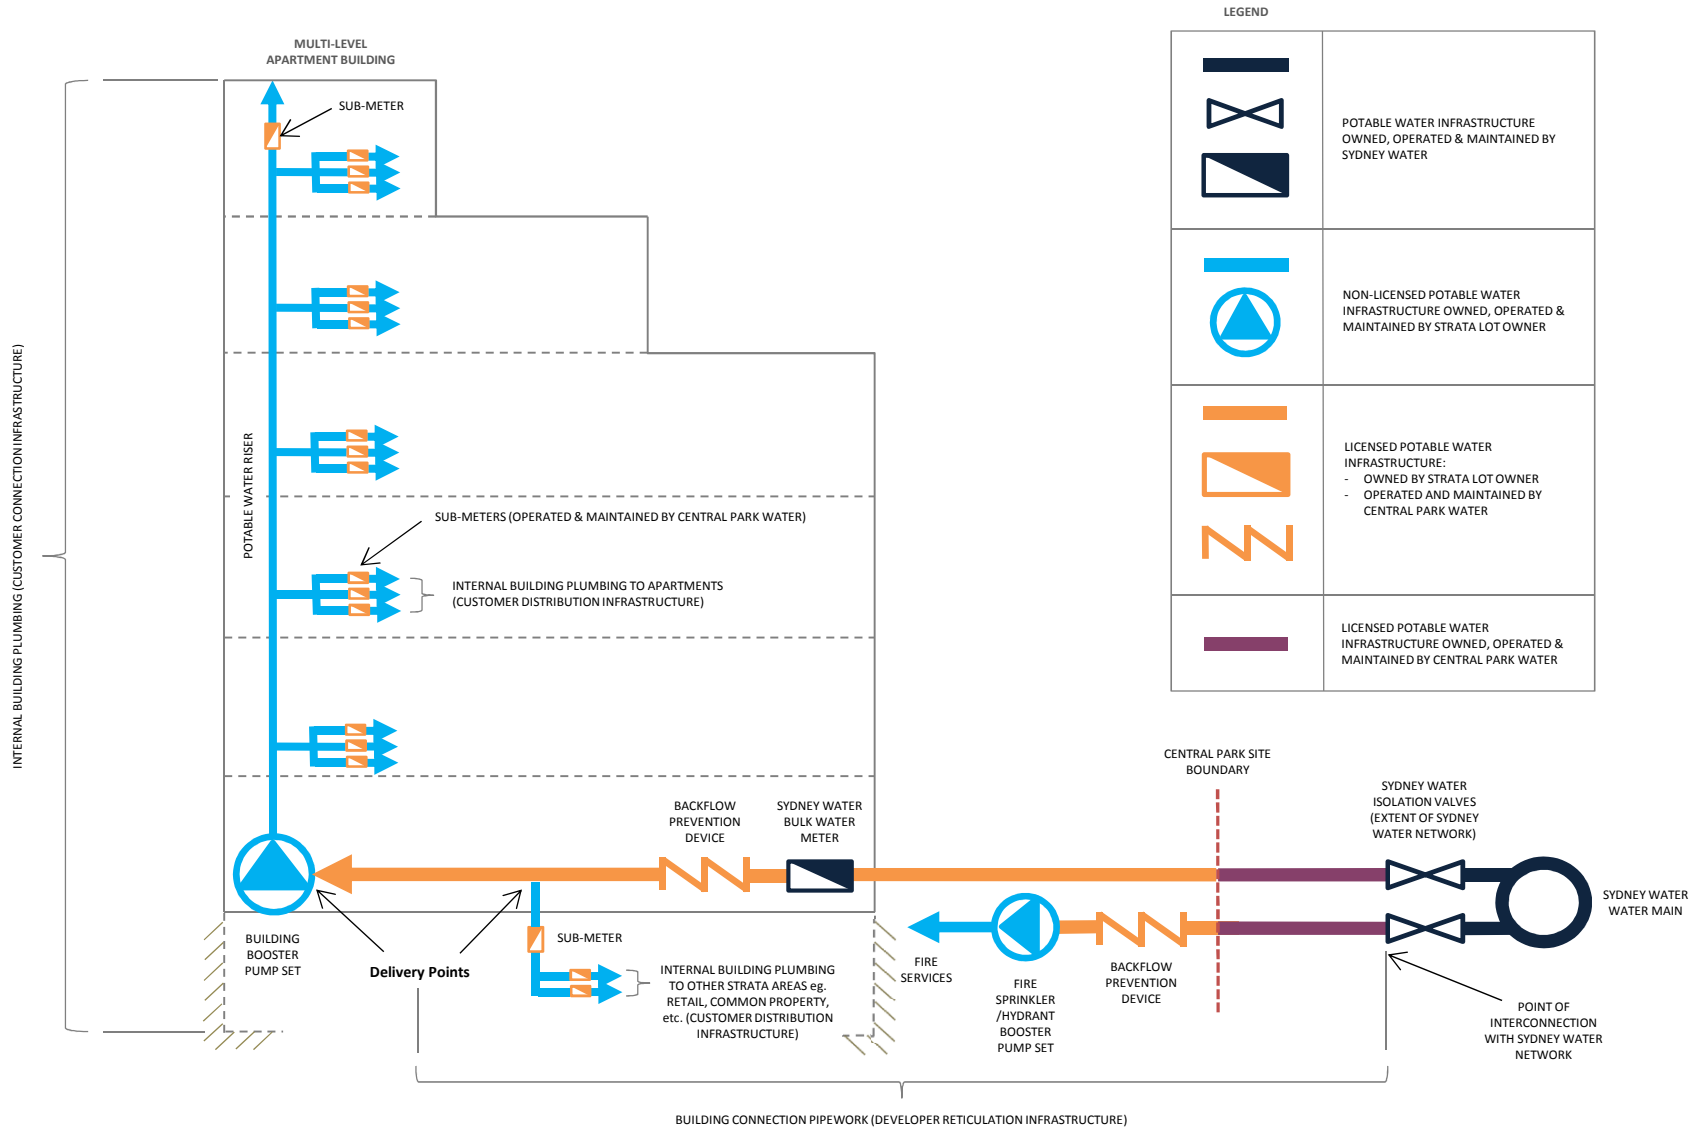 LEGEND
MULTI-LEVEL
APARTMENT BUILDING
SUB-METER
POTABLE WATER INFRASTRUCTURE
OWNED, OPERATED & MAINTAINED BY
SYDNEY WATER
NON-LICENSED POTABLE WATER
INFRASTRUCTURE OWNED, OPERATED &
MAINTAINED BY STRATA LOT OWNER
LICENSED POTABLE WATER
INFRASTRUCTURE:
- OWNED BY STRATA LOT OWNER
- OPERATED AND MAINTAINED BY
CENTRAL PARK WATER
LICENSED POTABLE WATER
INFRASTRUCTURE OWNED, OPERATED &
MAINTAINED BY CENTRAL PARK WATER
INTERNAL BUILDING PLUMBING (CUSTOMER CONNECTION INFRASTRUCTURE)
POTABLE WATER RISER
SUB-METERS (OPERATED & MAINTAINED BY CENTRAL PARK WATER)
INTERNAL BUILDING PLUMBING TO APARTMENTS
(CUSTOMER DISTRIBUTION INFRASTRUCTURE)
CENTRAL PARK SITE
BOUNDARY
BACKFLOW
PREVENTION
DEVICE
SYDNEY WATER
BULK WATER
METER
SYDNEY WATER
ISOLATION VALVES
(EXTENT OF SYDNEY
WATER NETWORK)
SYDNEY WATER
WATER MAIN
BUILDING
BOOSTER
PUMP SET
Delivery Points
SUB-METER
INTERNAL BUILDING PLUMBING
TO OTHER STRATA AREAS eg.
RETAIL, COMMON PROPERTY,
etc. (CUSTOMER DISTRIBUTION
INFRASTRUCTURE)
FIRE
SERVICES
FIRE
SPRINKLER
/HYDRANT
BOOSTER
PUMP SET
BACKFLOW
PREVENTION
DEVICE
POINT OF
INTERCONNECTION
WITH SYDNEY WATER
NETWORK
BUILDING CONNECTION PIPEWORK (DEVELOPER RETICULATION INFRASTRUCTURE)